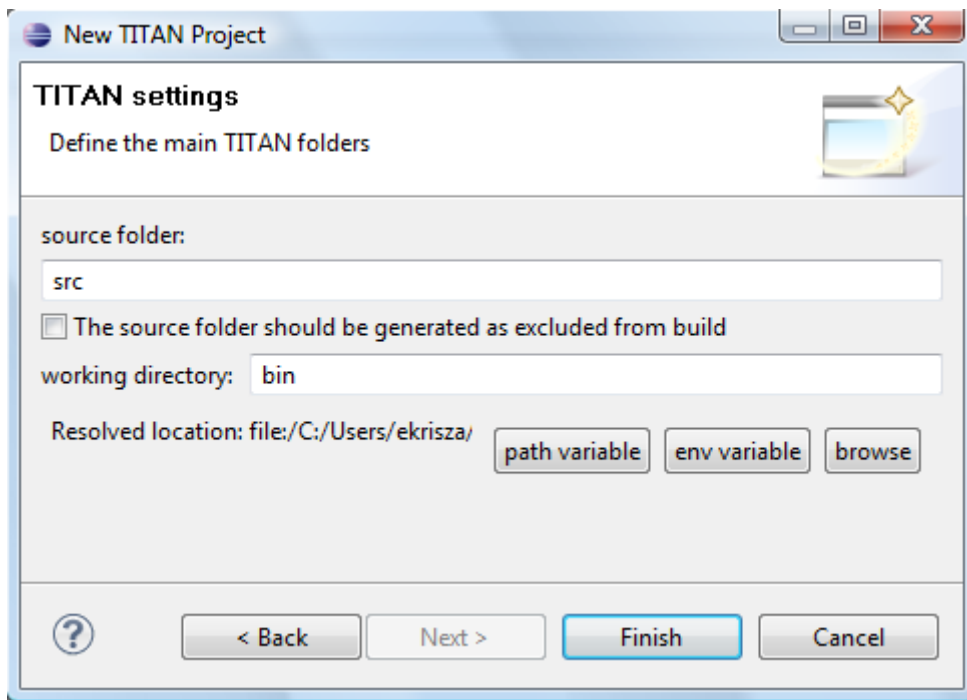 New TITAN Project
TITAN settings
Define the main TITAN folders
source folder:
src
The source folder should be generated as excluded from build
working directory: bin
Resolved location: file:/C:/Users/ekrisza/ path variable env variable browse
? < Back Next > Finish Cancel